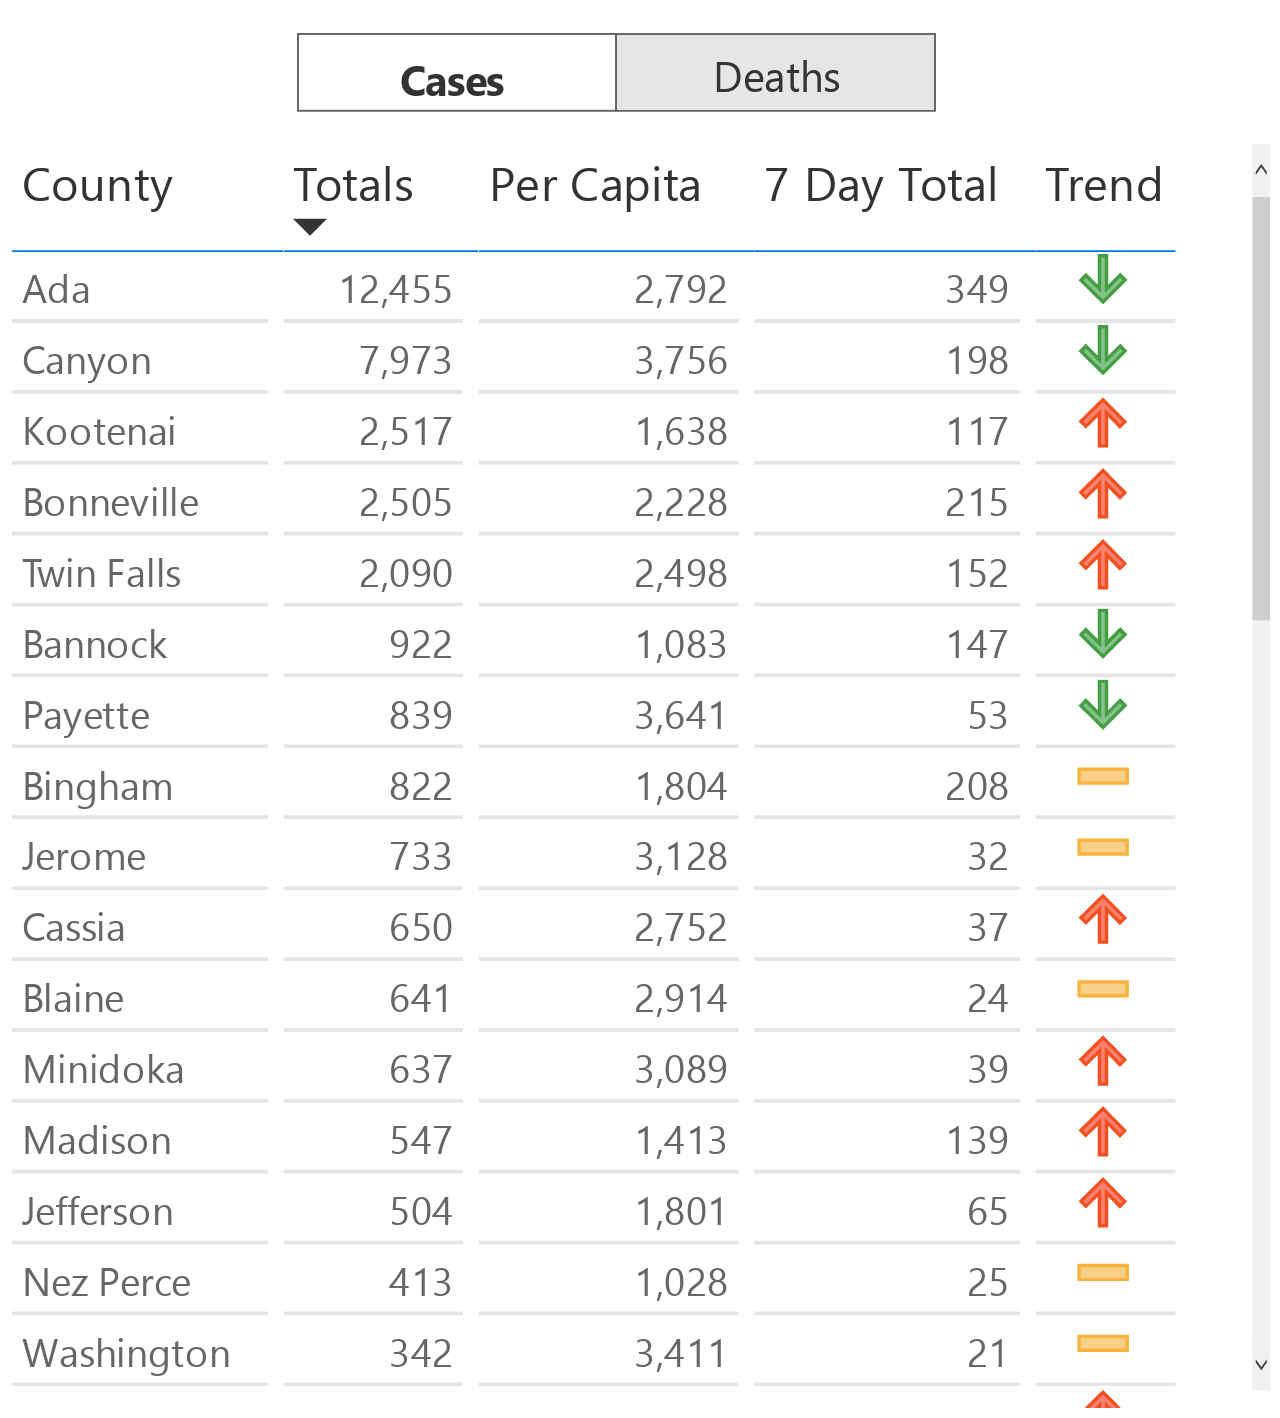 Cases Deaths
County Totals Per Capita 7 Day Total Trend
Ada 12,455 2,792 349
Canyon 7,973 3,756 198
Kootenai 2,517 1,638 117
Bonneville 2,505 2,228 215
Twin Falls 2,090 2,498 152
Bannock 922 1,083 147
Payette 839 3,641 53
Bingham 822 1,804 208
Jerome 733 3,128 32
Cassia 650 2,752 37
Blaine 641 2,914 24
Minidoka 637 3,089 39
Madison 547 1,413 139
Jefferson 504 1,801 65
Nez Perce 413 1,028 25
Washington 342 3,411 21